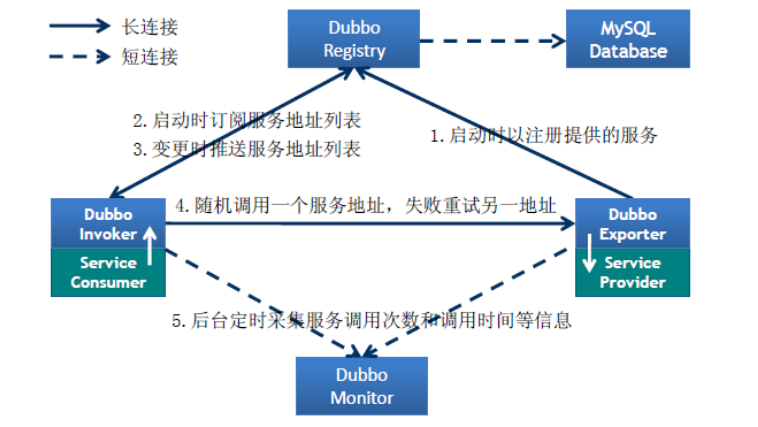 长连接
短连接
Dubbo
Registry
MySQL
Database
2.启动时订阅服务地址列表
3.变更时推送服务地址列表
1.启动时以注册提供的服务
4.随机调用一个服务地址，失败重试另一地址
Dubbo
Invoker
Service
Consumer
Dubbo
Exporter
Service
Provider
5.后台定时采集服务调用次数和调用时间等信息
Dubbo
Monitor